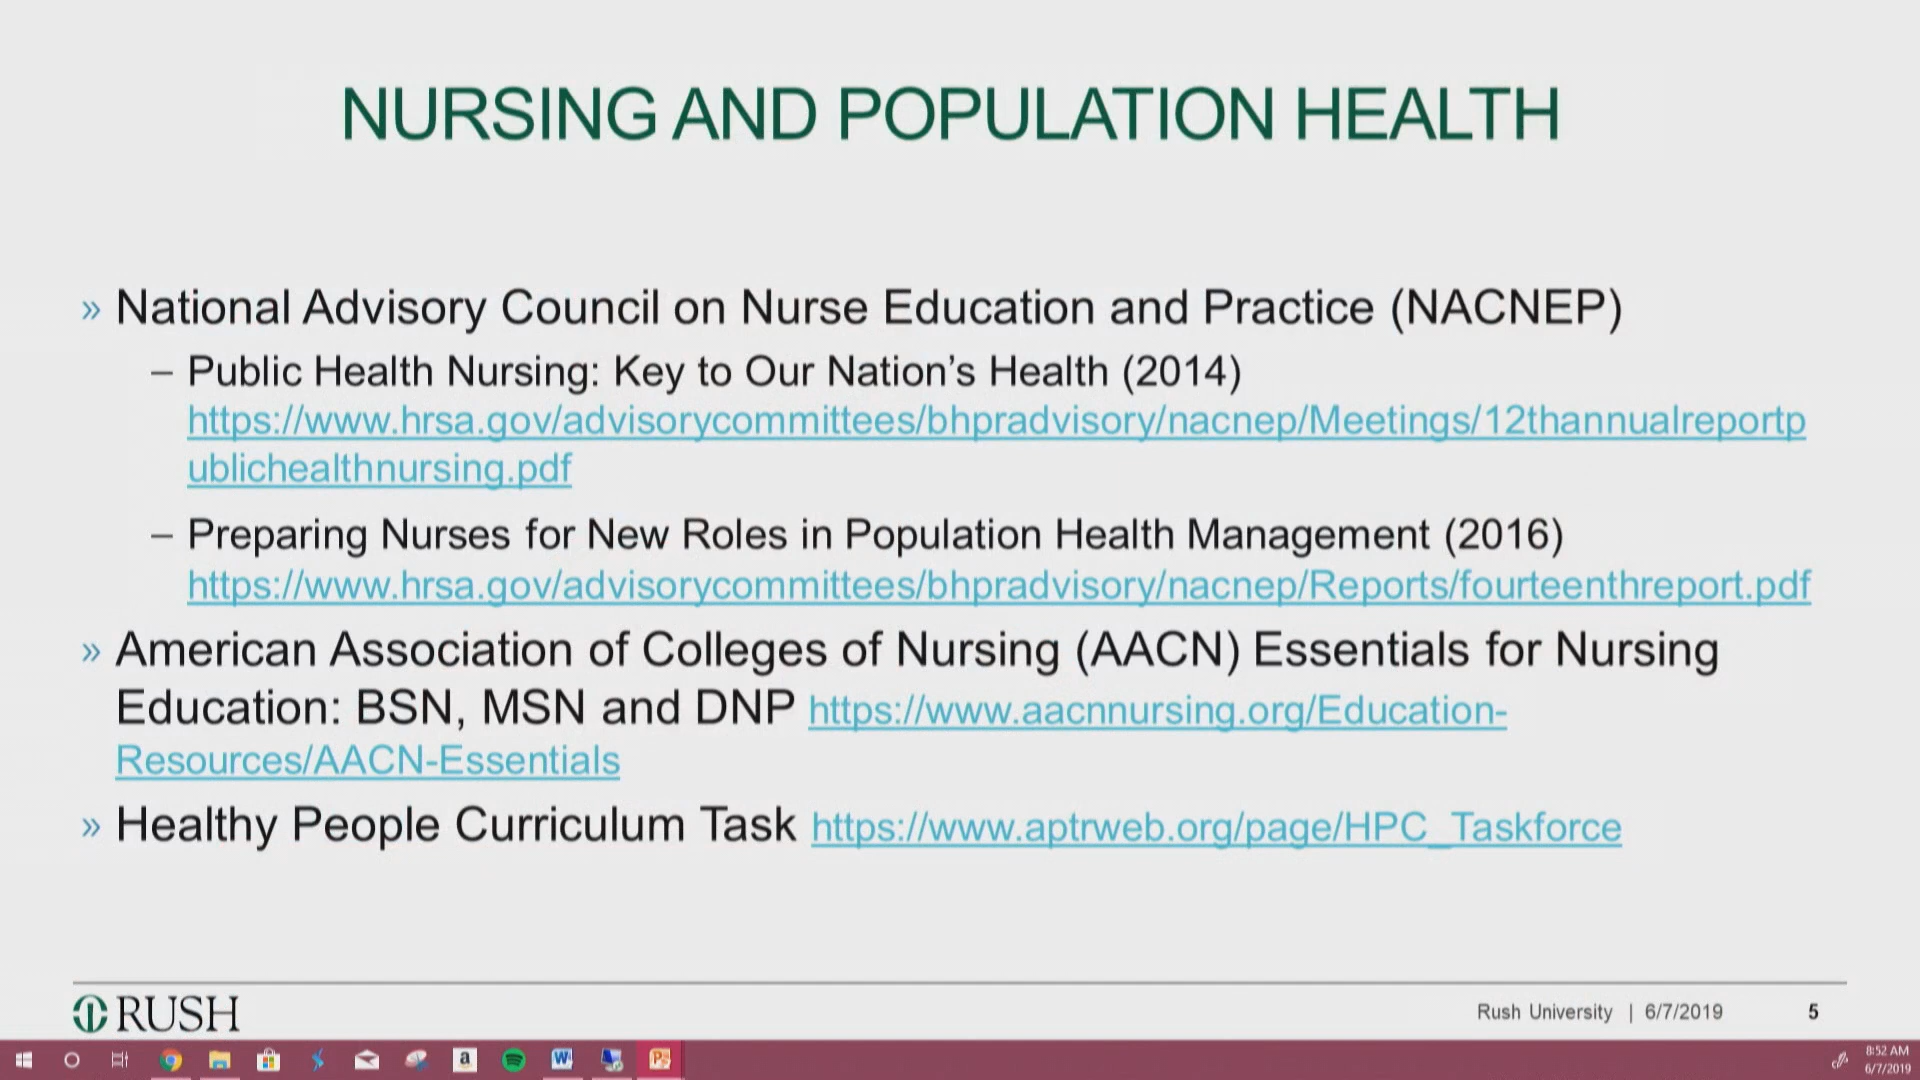 NURSING AND POPULATION HEALTH
» National Advisory Council on Nurse Education and Practice (NACNEP)
– Public Health Nursing: Key to Our Nation’s Health (2014)
https://www.hrsa.gov/advisorycommittees/bhpradvisory/nacnep/Meetings/12thannualreportp
ublichealthnursing.pdf
– Preparing Nurses for New Roles in Population Health Management (2016)
https://www.hrsa.gov/advisorycommittees/bhpradvisory/nacnep/Reports/fourteenthreport.pdf
» American Association of Colleges of Nursing (AACN) Essentials for Nursing
Education: BSN, MSN and DNP https://www.aacnnursing.org/Education-
Resources/AACN-Essentials
» Healthy People Curriculum Task https://www.aptrweb.org/page/HPC_Taskforce
RUSH
Rush University | 6/7/2019 5
8:52 AM
6/7/2019